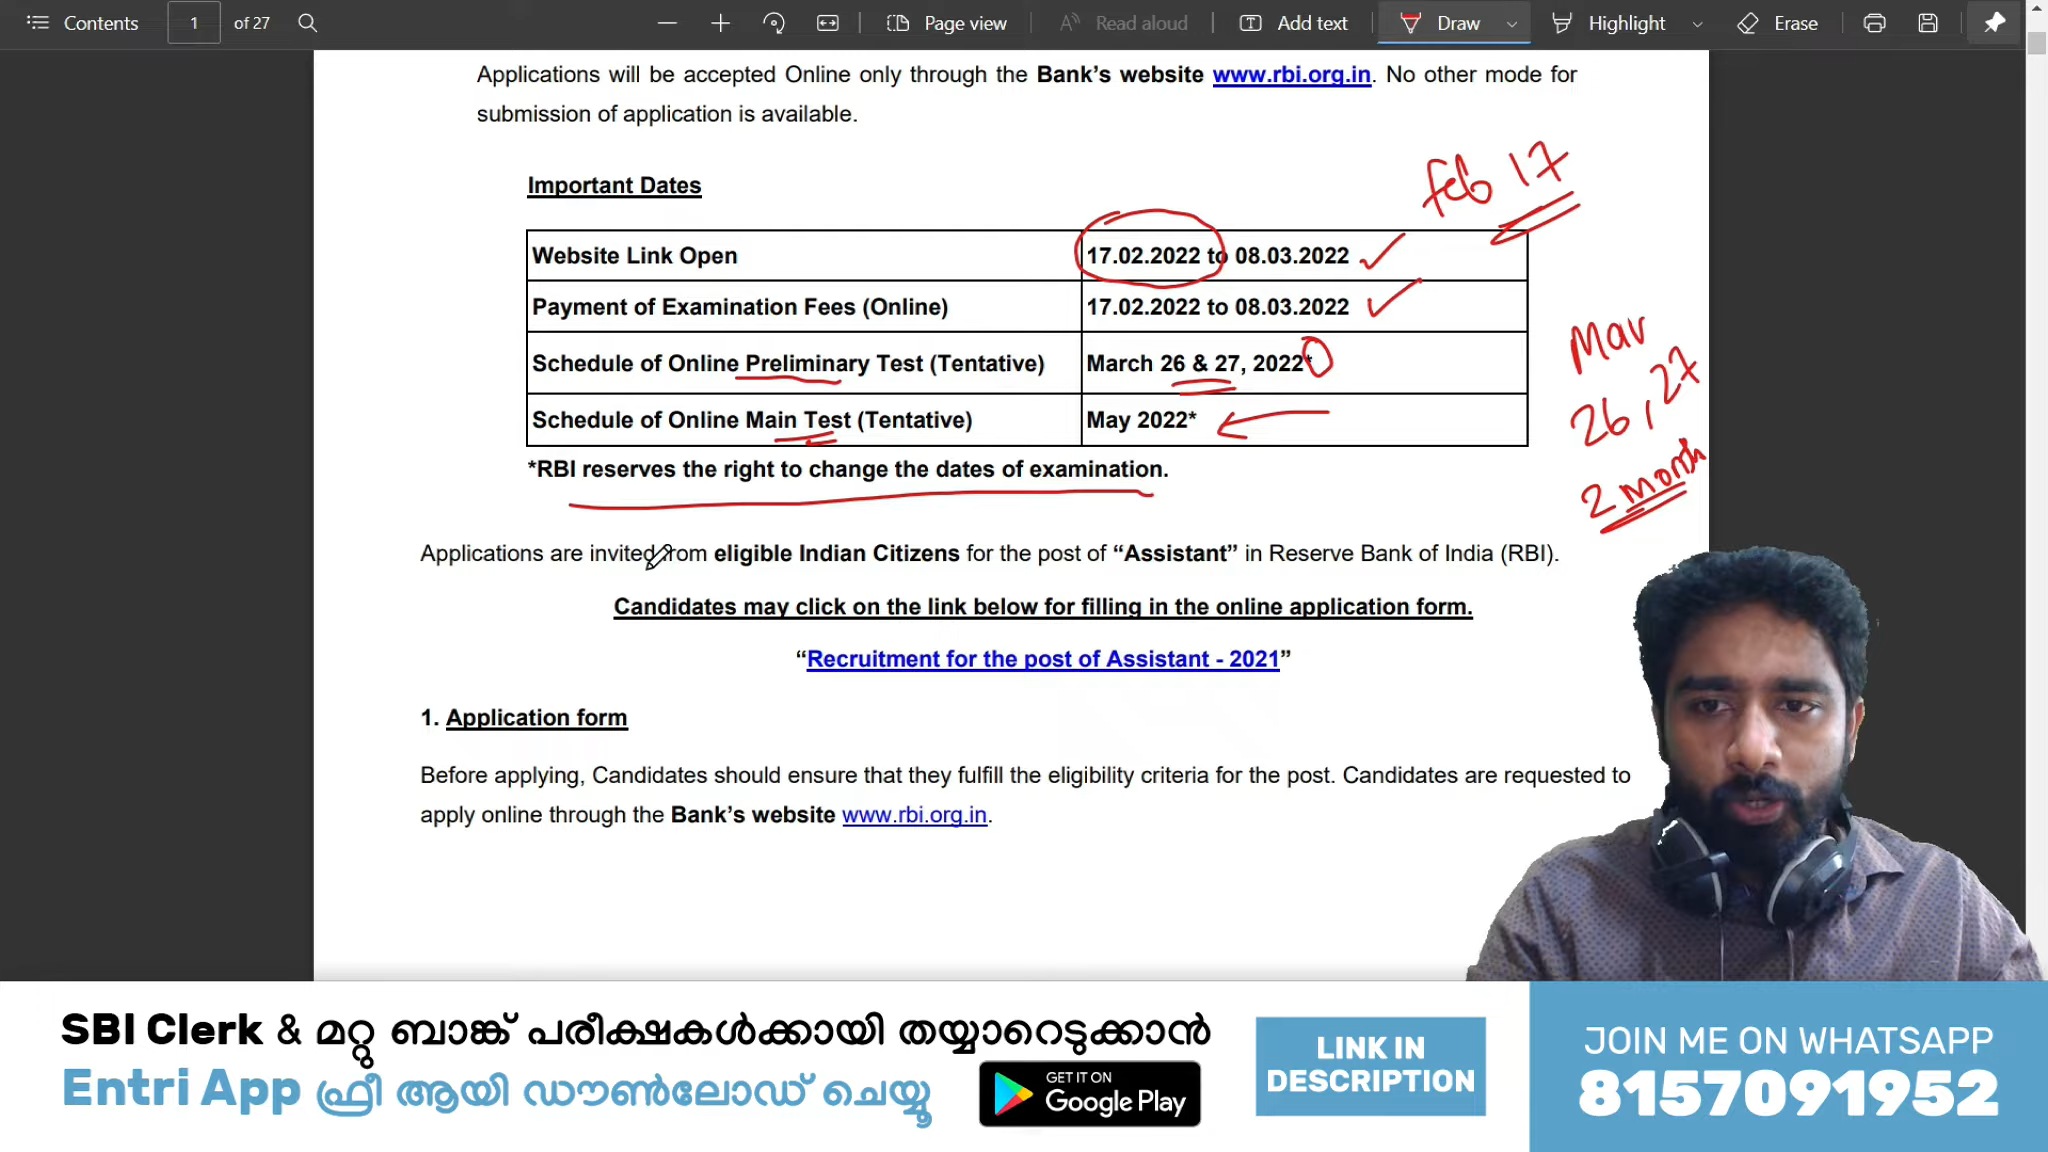 Contents 1 of 27 Page view Read aloud Add text Draw Highlight Erase
Applications will be accepted Online only through the Bank’s website www.rbi.org.in. No other mode for
submission of application is available.
Feb 17
Important Dates
Website Link Open 17.02.2022 to 08.03.2022
Payment of Examination Fees (Online) 17.02.2022 to 08.03.2022
Schedule of Online Preliminary Test (Tentative) March 26 & 27, 2022*
Schedule of Online Main Test (Tentative) May 2022*
Mar
26, 27
2 month
*RBI reserves the right to change the dates of examination.
Applications are invited from eligible Indian Citizens for the post of “Assistant” in Reserve Bank of India (RBI).
Candidates may click on the link below for filling in the online application form.
“Recruitment for the post of Assistant - 2021”
1. Application form
Before applying, Candidates should ensure that they fulfill the eligibility criteria for the post. Candidates are requested to
apply online through the Bank’s website www.rbi.org.in.
SBI Clerk & മറ്റു ബാങ്ക് പരീക്ഷകൾക്കായി തയ്യാറെടുക്കാൻ
Entri App ഫ്രീ ആയി ഡൗൺലോഡ് ചെയ്യൂ
GET IT ON
Google Play
LINK IN
DESCRIPTION
JOIN ME ON WHATSAPP
8157091952